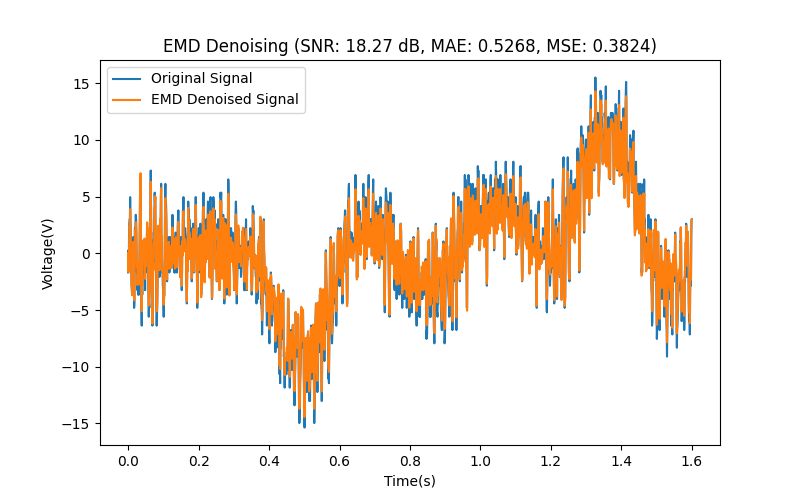 EMD Denoising (SNR: 18.27 dB, MAE: 0.5268, MSE: 0.3824)
Original Signal
EMD Denoised Signal
15
10
5
0
−5
−10
−15
Voltage(V)
0.0 0.2 0.4 0.6 0.8 1.0 1.2 1.4 1.6
Time(s)